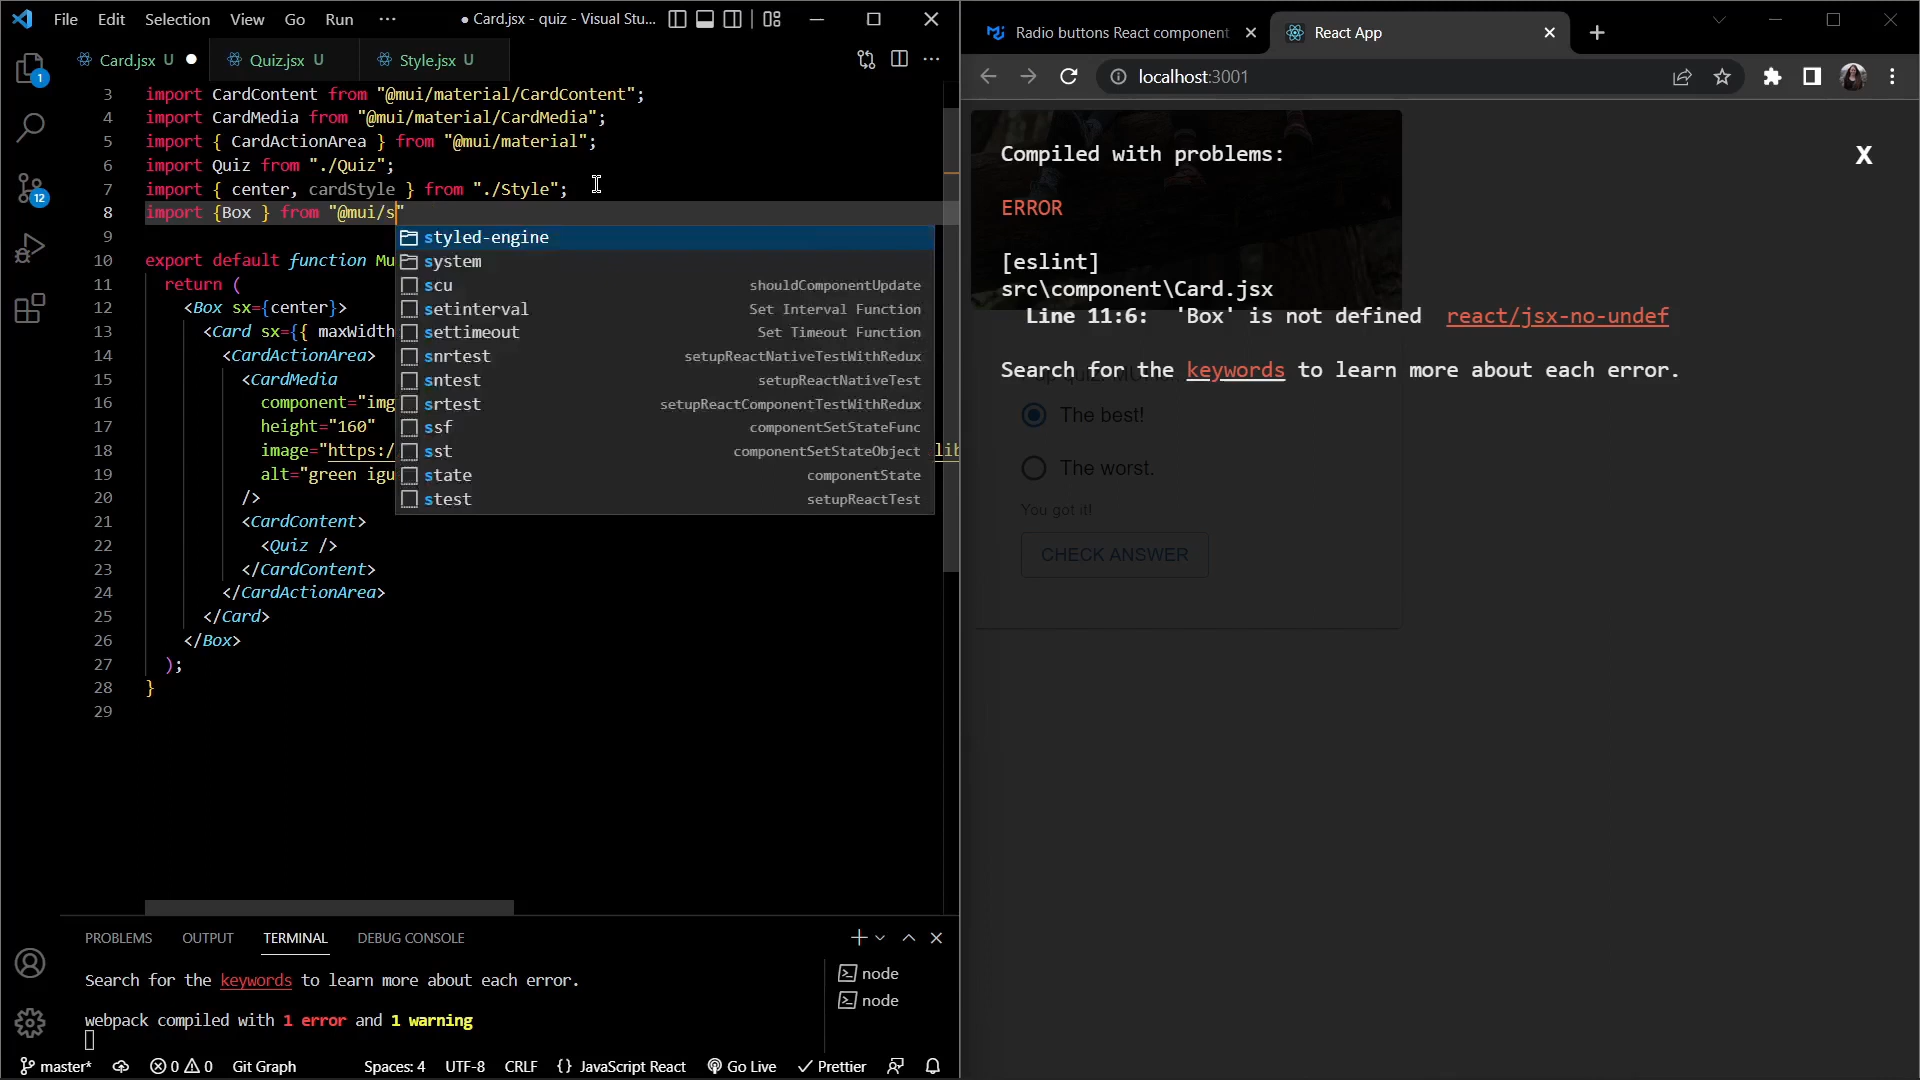 File Edit Selection View Go Run ··· ● Card.jsx - quiz - Visual Stu...
Card.jsx U ● Quiz.jsx U Style.jsx U
1
12
3 import CardContent from "@mui/material/CardContent";
4 import CardMedia from "@mui/material/CardMedia";
5 import { CardActionArea } from "@mui/material";
6 import Quiz from "./Quiz";
7 import { center, cardStyle } from "./Style";
8 import {Box } from "@mui/s"
9
10 export default function Mu
11 return (
12 <Box sx={center}>
13 <Card sx={{ maxWidth
14 <CardActionArea>
15 <CardMedia
16 component="img
17 height="160"
18 image="https:/ lib
19 alt="green igu
20 />
21 <CardContent>
22 <Quiz />
23 </CardContent>
24 </CardActionArea>
25 </Card>
26 </Box>
27 );
28 }
29
styled-engine
system
scu shouldComponentUpdate
setinterval Set Interval Function
settimeout Set Timeout Function
snrtest setupReactNativeTestWithRedux
sntest setupReactNativeTest
srtest setupReactComponentTestWithRedux
ssf componentSetStateFunc
sst componentSetStateObject
state componentState
stest setupReactTest
PROBLEMS OUTPUT TERMINAL DEBUG CONSOLE
Search for the keywords to learn more about each error.
webpack compiled with 1 error and 1 warning
node
node
master* 0 0 Git Graph Spaces: 4 UTF-8 CRLF {} JavaScript React Go Live Prettier
Radio buttons React component React App
localhost:3001
Compiled with problems: X
ERROR
[eslint]
src\component\Card.jsx
Line 11:6: 'Box' is not defined react/jsx-no-undef
Search for the keywords to learn more about each error.
The best!
The worst.
You got it!
CHECK ANSWER